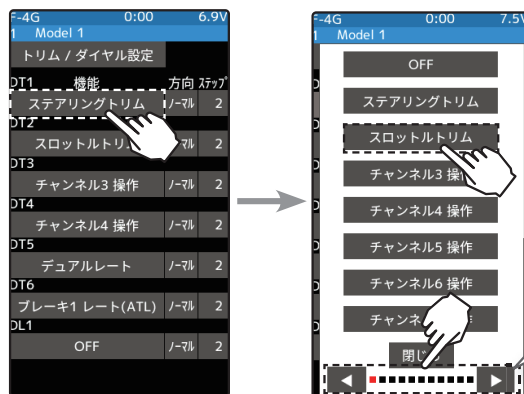 F-4G 0:00 6.9V
1 Model 1
トリム / ダイヤル設定
DT1 機能 方向 ステップ
ステアリングトリム ノーマル 2
DT2
スロットルトリ ーマル 2
DT3
チャンネル3 操作 ノーマル 2
DT4
チャンネル4 操作 ノーマル 2
DT5
デュアルレート ノーマル 2
DT6
ブレーキ1 レート(ATL) ノーマル 2
DL1
OFF ノーマル 2
F-4G 0:00 7.5V
1 Model 1
OFF
ステアリングトリム
スロットルトリム
チャンネル3 操
チャンネル4 操作
チャンネル5 操作
チャンネル6 操作
チャンネ 作
閉じ